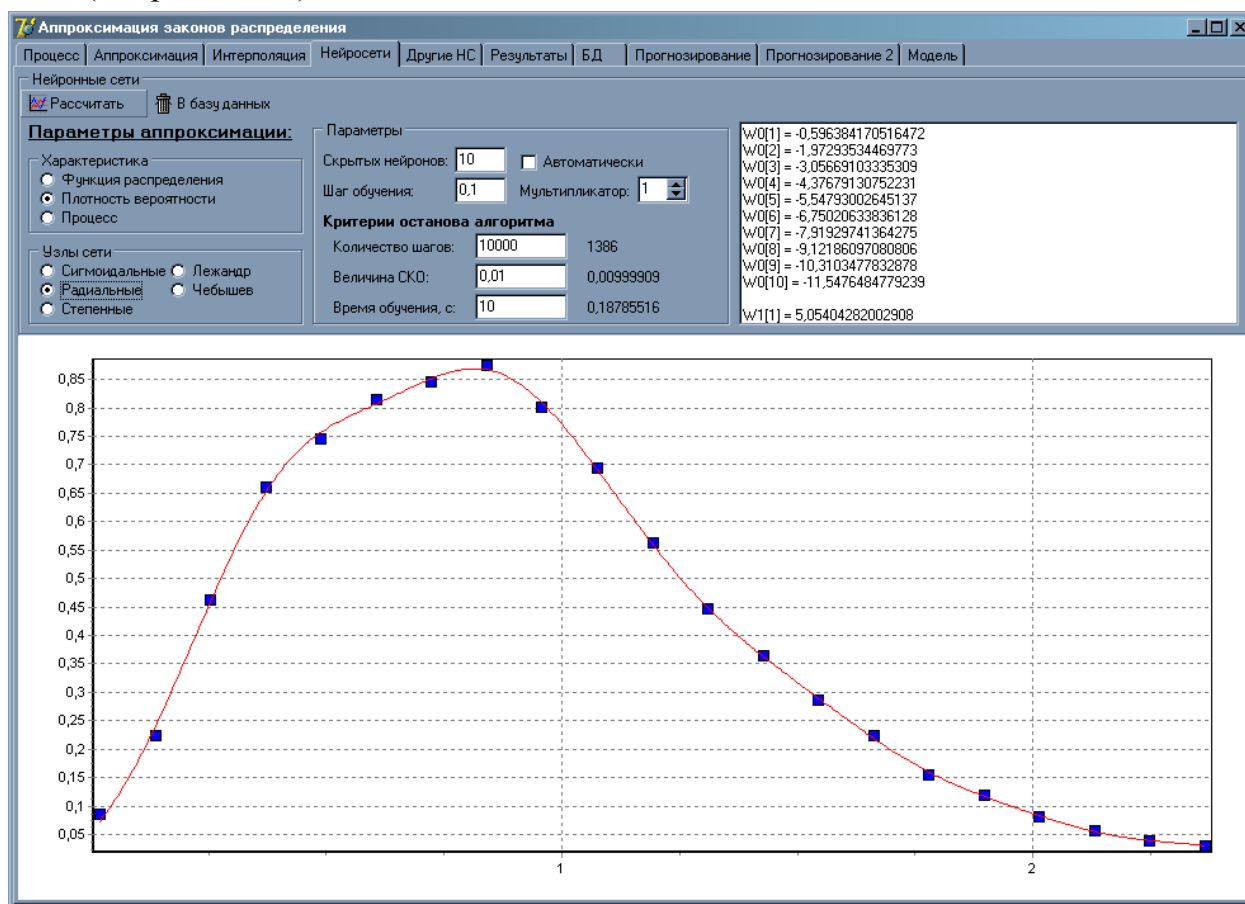 Аппроксимация законов распределения
Процесс Аппроксимация Интерполяция Нейросети Другие НС Результаты БД Прогнозирование Прогнозирование 2 Модель
Нейронные сети
Рассчитать В базу данных
Параметры аппроксимации:
Характеристика
Функция распределения
Плотность вероятности
Процесс
Узлы сети
Сигмоидальные Лежандр
Радиальные Чебышев
Степенные
Параметры
Скрытых нейронов: 10 Автоматически
Шаг обучения: 0,1 Мультипликатор: 1
Критерии останова алгоритма
Количество шагов: 10000 1386
Величина СКО: 0,01 0,00999909
Время обучения, с: 10 0,18785516
W0[1] = -0,596384170516472
W0[2] = -1,97293534469773
W0[3] = -3,05669103335309
W0[4] = -4,37679130752231
W0[5] = -5,54793002645137
W0[6] = -6,75020633836128
W0[7] = -7,91929741364275
W0[8] = -9,12186097080806
W0[9] = -10,3103477832878
W0[10] = -11,5476484779239
W1[1] = 5,05404282002908
0,85
0,8
0,75
0,7
0,65
0,6
0,55
0,5
0,45
0,4
0,35
0,3
0,25
0,2
0,15
0,1
0,05
1 2